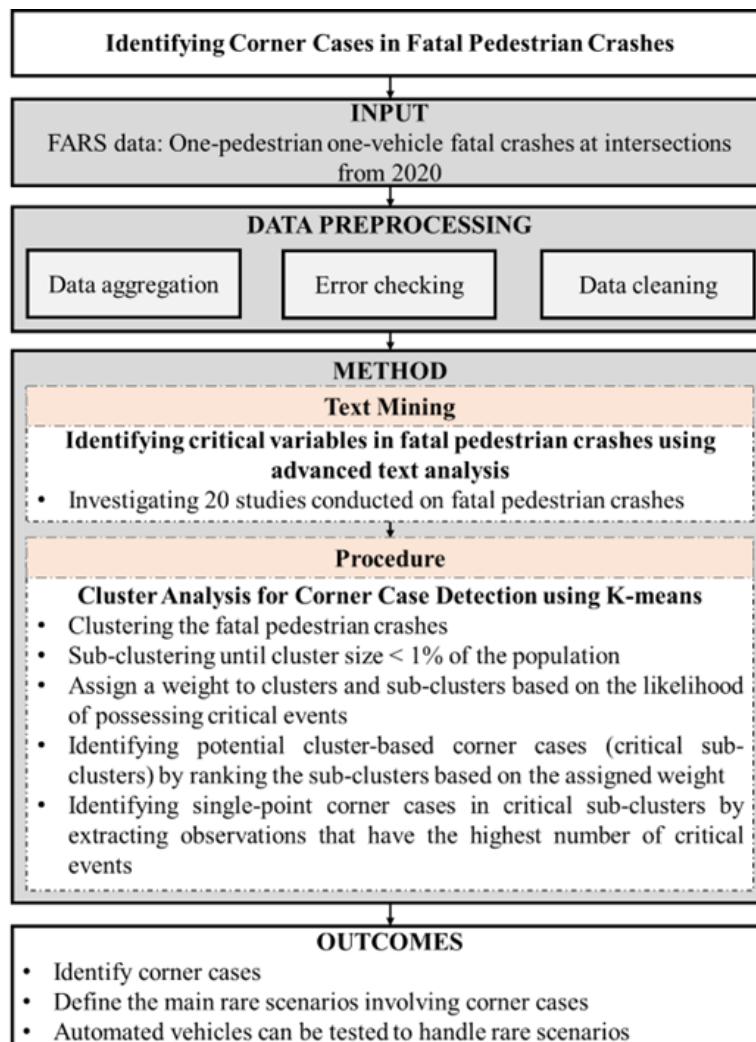 Identifying Corner Cases in Fatal Pedestrian Crashes
INPUT
FARS data: One-pedestrian one-vehicle fatal crashes at intersections
from 2020
DATA PREPROCESSING
Data aggregation
Error checking
Data cleaning
METHOD
Text Mining
Identifying critical variables in fatal pedestrian crashes using
advanced text analysis
• Investigating 20 studies conducted on fatal pedestrian crashes
Procedure
Cluster Analysis for Corner Case Detection using K-means
• Clustering the fatal pedestrian crashes
• Sub-clustering until cluster size < 1% of the population
• Assign a weight to clusters and sub-clusters based on the likelihood
of possessing critical events
• Identifying potential cluster-based corner cases (critical sub-
clusters) by ranking the sub-clusters based on the assigned weight
• Identifying single-point corner cases in critical sub-clusters by
extracting observations that have the highest number of critical
events
OUTCOMES
• Identify corner cases
• Define the main rare scenarios involving corner cases
• Automated vehicles can be tested to handle rare scenarios